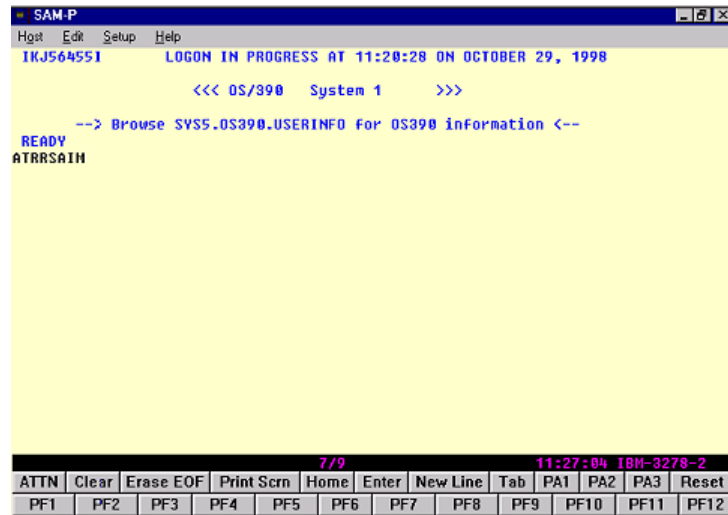 SAM-P
Host Edit Setup Help
IKJ56455I LOGON IN PROGRESS AT 11:20:28 ON OCTOBER 29, 1998
<<< OS/390 System 1 >>>
--> Browse SYS5.OS390.USERINFO for OS390 information <--
READY
ATRRSAIM
7/9 11:27:04 IBM-3278-2
ATTN Clear Erase EOF Print Scrn Home Enter New Line Tab PA1 PA2 PA3 Reset
PF1 PF2 PF3 PF4 PF5 PF6 PF7 PF8 PF9 PF10 PF11 PF12